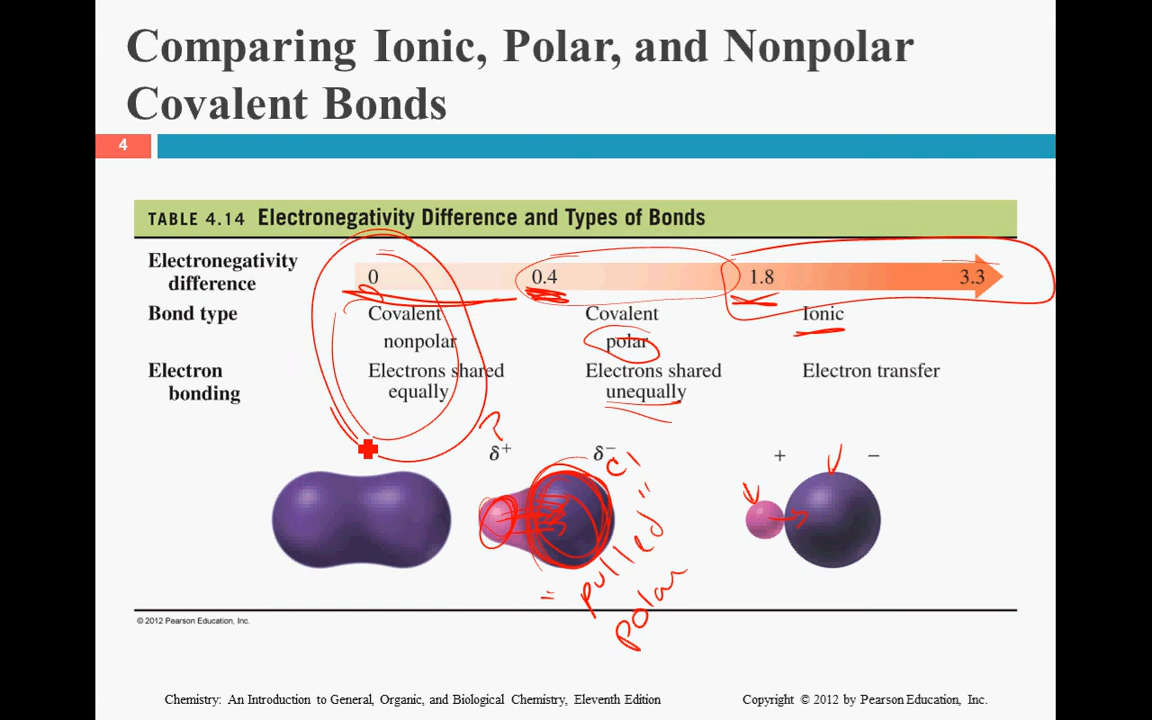 Comparing Ionic, Polar, and Nonpolar
Covalent Bonds
4
TABLE 4.14 Electronegativity Difference and Types of Bonds
Electronegativity
difference
0 0.4 1.8 3.3
Bond type
Covalent Covalent Ionic
nonpolar polar
Electron
bonding
Electrons shared Electrons shared Electron transfer
equally unequally
δ+ δ− + −
Cl
"pulled"
polar
© 2012 Pearson Education, Inc.
Chemistry: An Introduction to General, Organic, and Biological Chemistry, Eleventh Edition
Copyright © 2012 by Pearson Education, Inc.